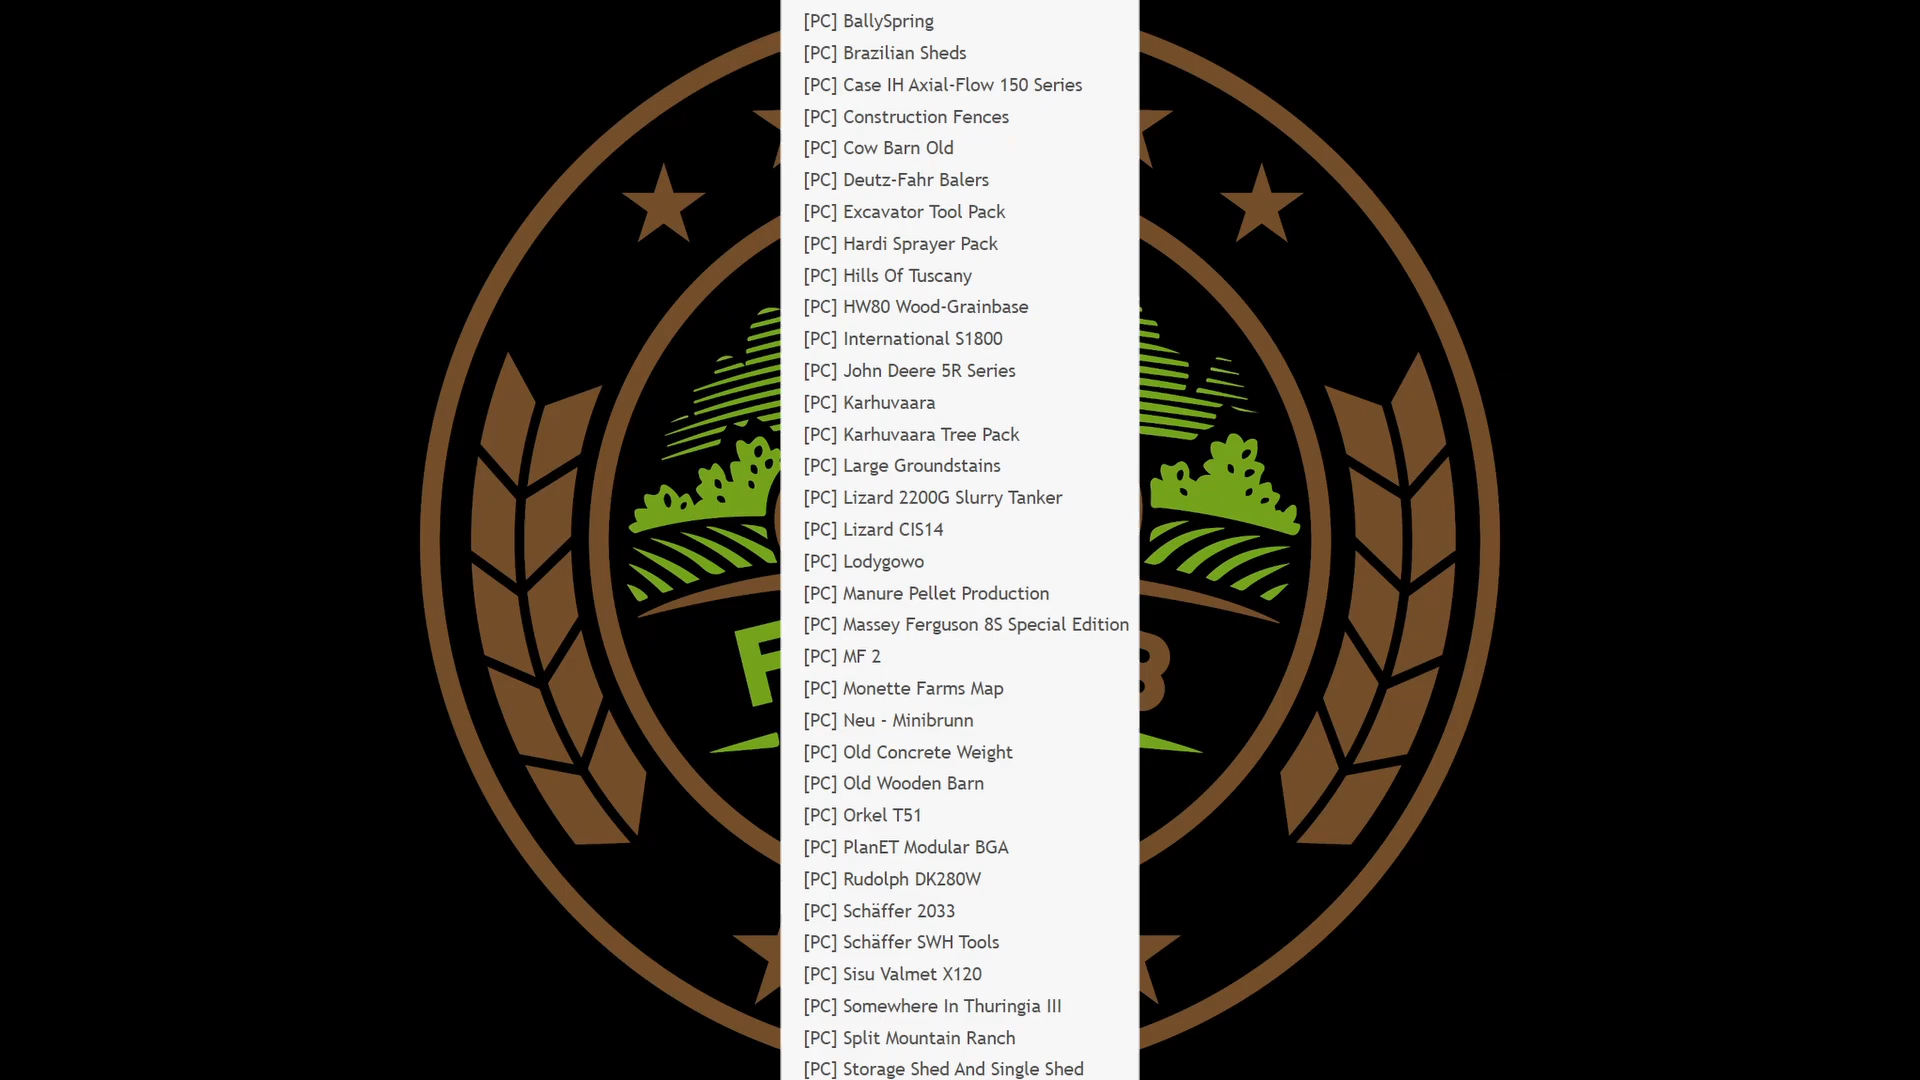 [PC] BallySpring
[PC] Brazilian Sheds
[PC] Case IH Axial-Flow 150 Series
[PC] Construction Fences
[PC] Cow Barn Old
[PC] Deutz-Fahr Balers
[PC] Excavator Tool Pack
[PC] Hardi Sprayer Pack
[PC] Hills Of Tuscany
[PC] HW80 Wood-Grainbase
[PC] International S1800
[PC] John Deere 5R Series
[PC] Karhuvaara
[PC] Karhuvaara Tree Pack
[PC] Large Groundstains
[PC] Lizard 2200G Slurry Tanker
[PC] Lizard CIS14
[PC] Lodygowo
[PC] Manure Pellet Production
[PC] Massey Ferguson 8S Special Edition
[PC] MF 2
[PC] Monette Farms Map
[PC] Neu - Minibrunn
[PC] Old Concrete Weight
[PC] Old Wooden Barn
[PC] Orkel T51
[PC] PlanET Modular BGA
[PC] Rudolph DK280W
[PC] Schäffer 2033
[PC] Schäffer SWH Tools
[PC] Sisu Valmet X120
[PC] Somewhere In Thuringia III
[PC] Split Mountain Ranch
[PC] Storage Shed And Single Shed